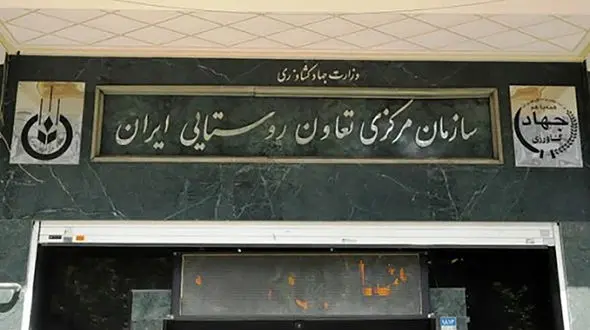 وزارت جهاد کشاورزی
سازمان مرکزی تعاون روستایی ایران
جهاد
کشاورزی